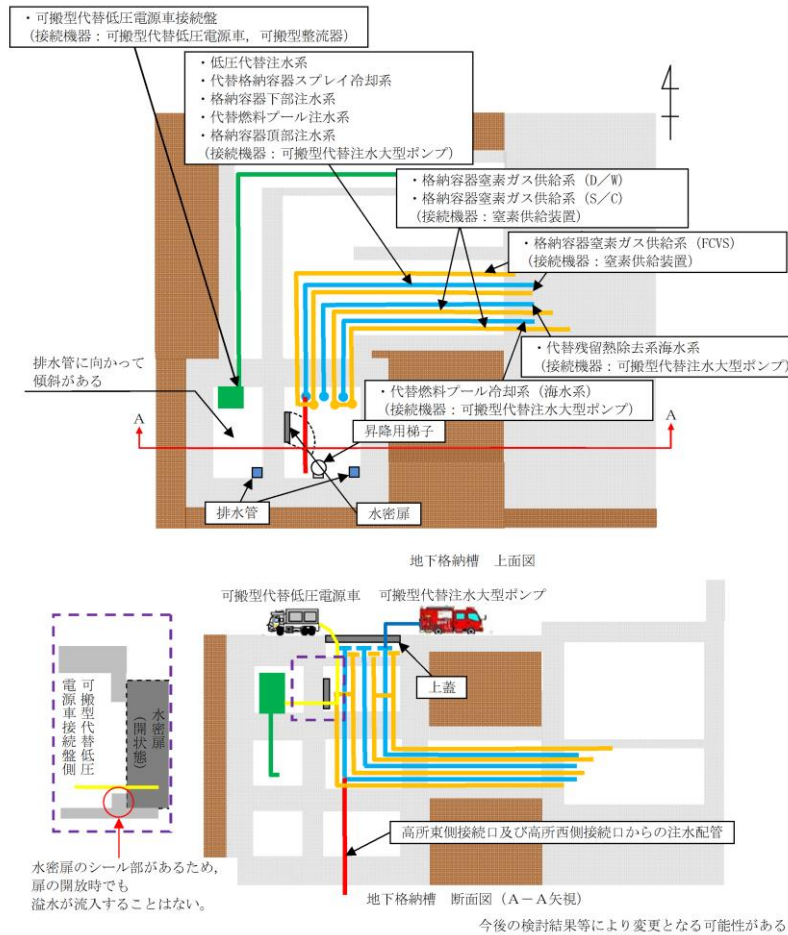 ・可搬型代替低圧電源車接続盤
(接続機器：可搬型代替低圧電源車，可搬型整流器)
・低圧代替注水系
・代替格納容器スプレイ冷却系
・格納容器下部注水系
・代替燃料プール注水系
・格納容器頂部注水系
(接続機器：可搬型代替注水大型ポンプ)
・格納容器窒素ガス供給系 (D／W)
・格納容器窒素ガス供給系 (S／C)
(接続機器：窒素供給装置)
・格納容器窒素ガス供給系 (FCVS)
(接続機器：窒素供給装置)
・代替残留熱除去系海水系
(接続機器：可搬型代替注水大型ポンプ)
排水管に向かって
傾斜がある
・代替燃料プール冷却系 (海水系)
(接続機器：可搬型代替注水大型ポンプ)
A
A
昇降用梯子
排水管
水密扉
地下格納槽　上面図
可搬型代替低圧電源車
可搬型代替注水大型ポンプ
上蓋
可搬型代替低圧
電源車接続盤側
水密扉
(開状態)
高所東側接続口及び高所西側接続口からの注水配管
水密扉のシール部があるため，
扉の開放時でも
溢水が流入することはない。
地下格納槽　断面図 (A－A矢視)
今後の検討結果等により変更となる可能性がある